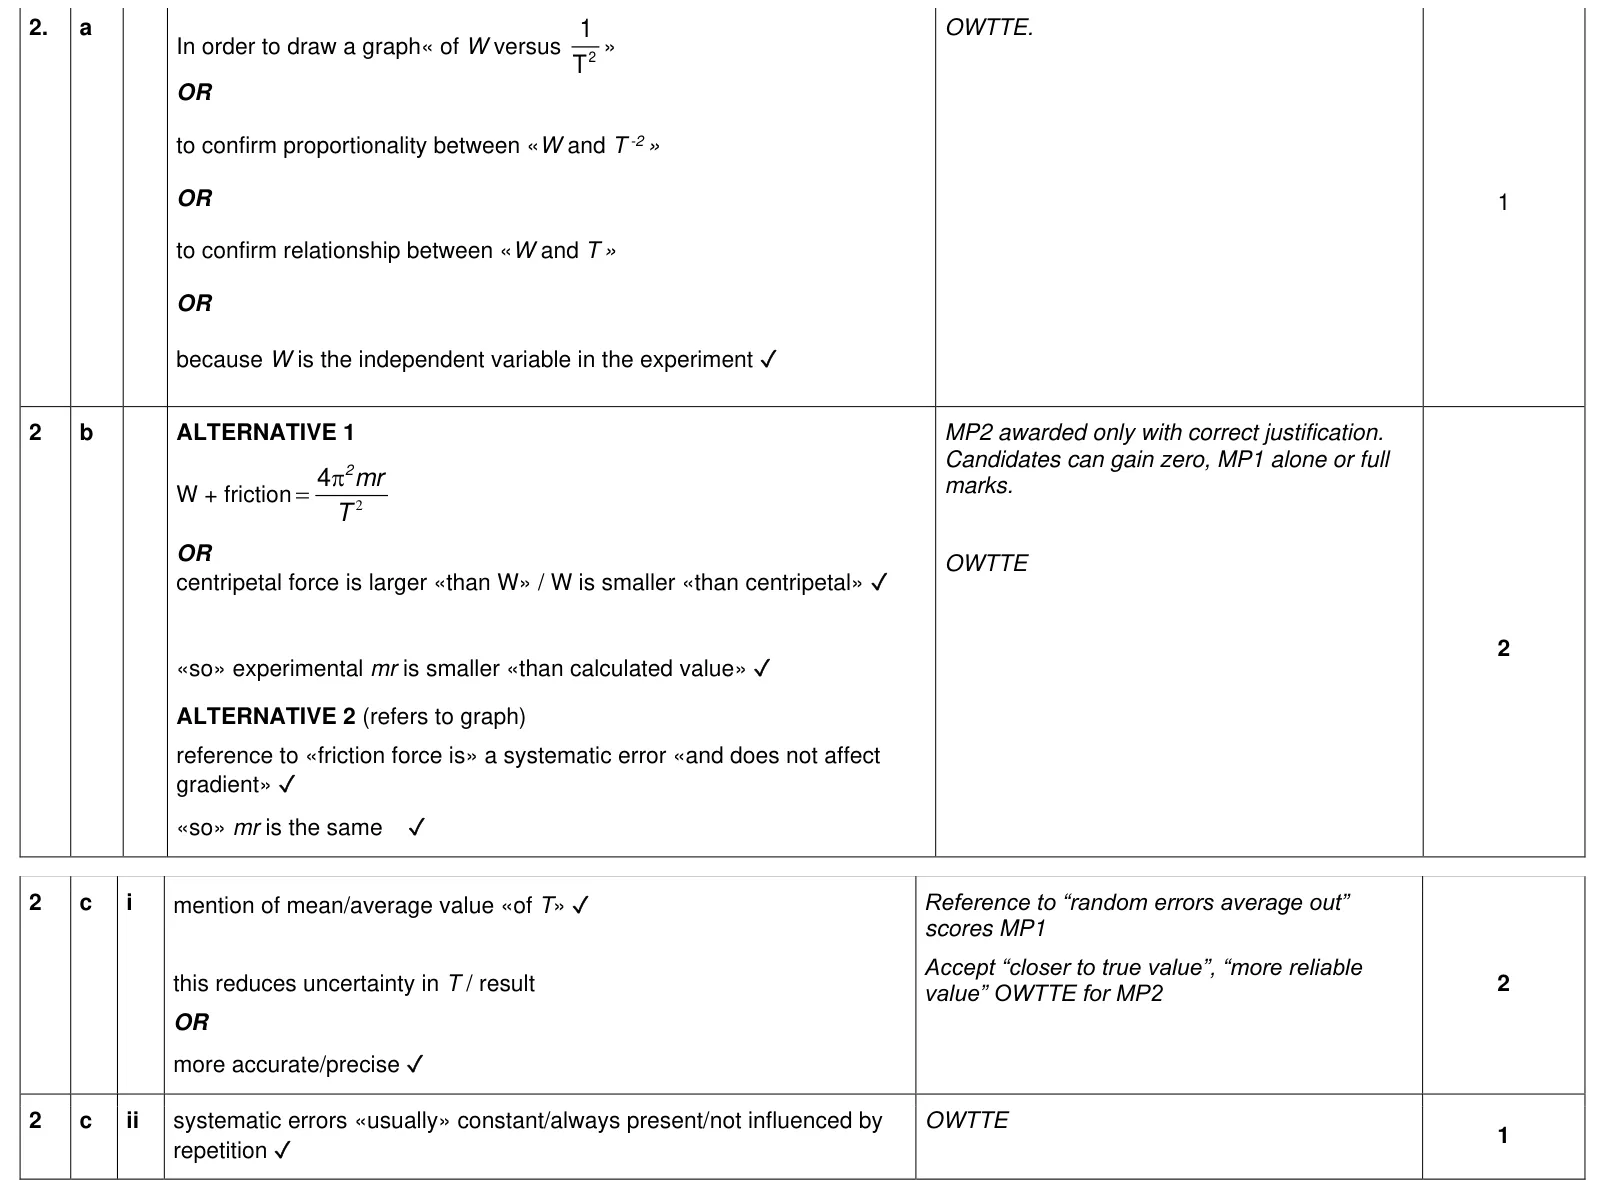 2. a In order to draw a graph« of W versus 1/T² » OWTTE. 1
OR
to confirm proportionality between «W and T⁻² »
OR
to confirm relationship between «W and T »
OR
because W is the independent variable in the experiment ✓
2 b ALTERNATIVE 1
W + friction = 4π²mr/T²
OR
centripetal force is larger «than W» / W is smaller «than centripetal» ✓
«so» experimental mr is smaller «than calculated value» ✓
ALTERNATIVE 2 (refers to graph)
reference to «friction force is» a systematic error «and does not affect
gradient» ✓
«so» mr is the same ✓
MP2 awarded only with correct justification.
Candidates can gain zero, MP1 alone or full
marks.
OWTTE
2
2 c i mention of mean/average value «of T» ✓
this reduces uncertainty in T / result
OR
more accurate/precise ✓
Reference to “random errors average out”
scores MP1
Accept “closer to true value”, “more reliable
value” OWTTE for MP2
2
2 c ii systematic errors «usually» constant/always present/not influenced by
repetition ✓
OWTTE
1